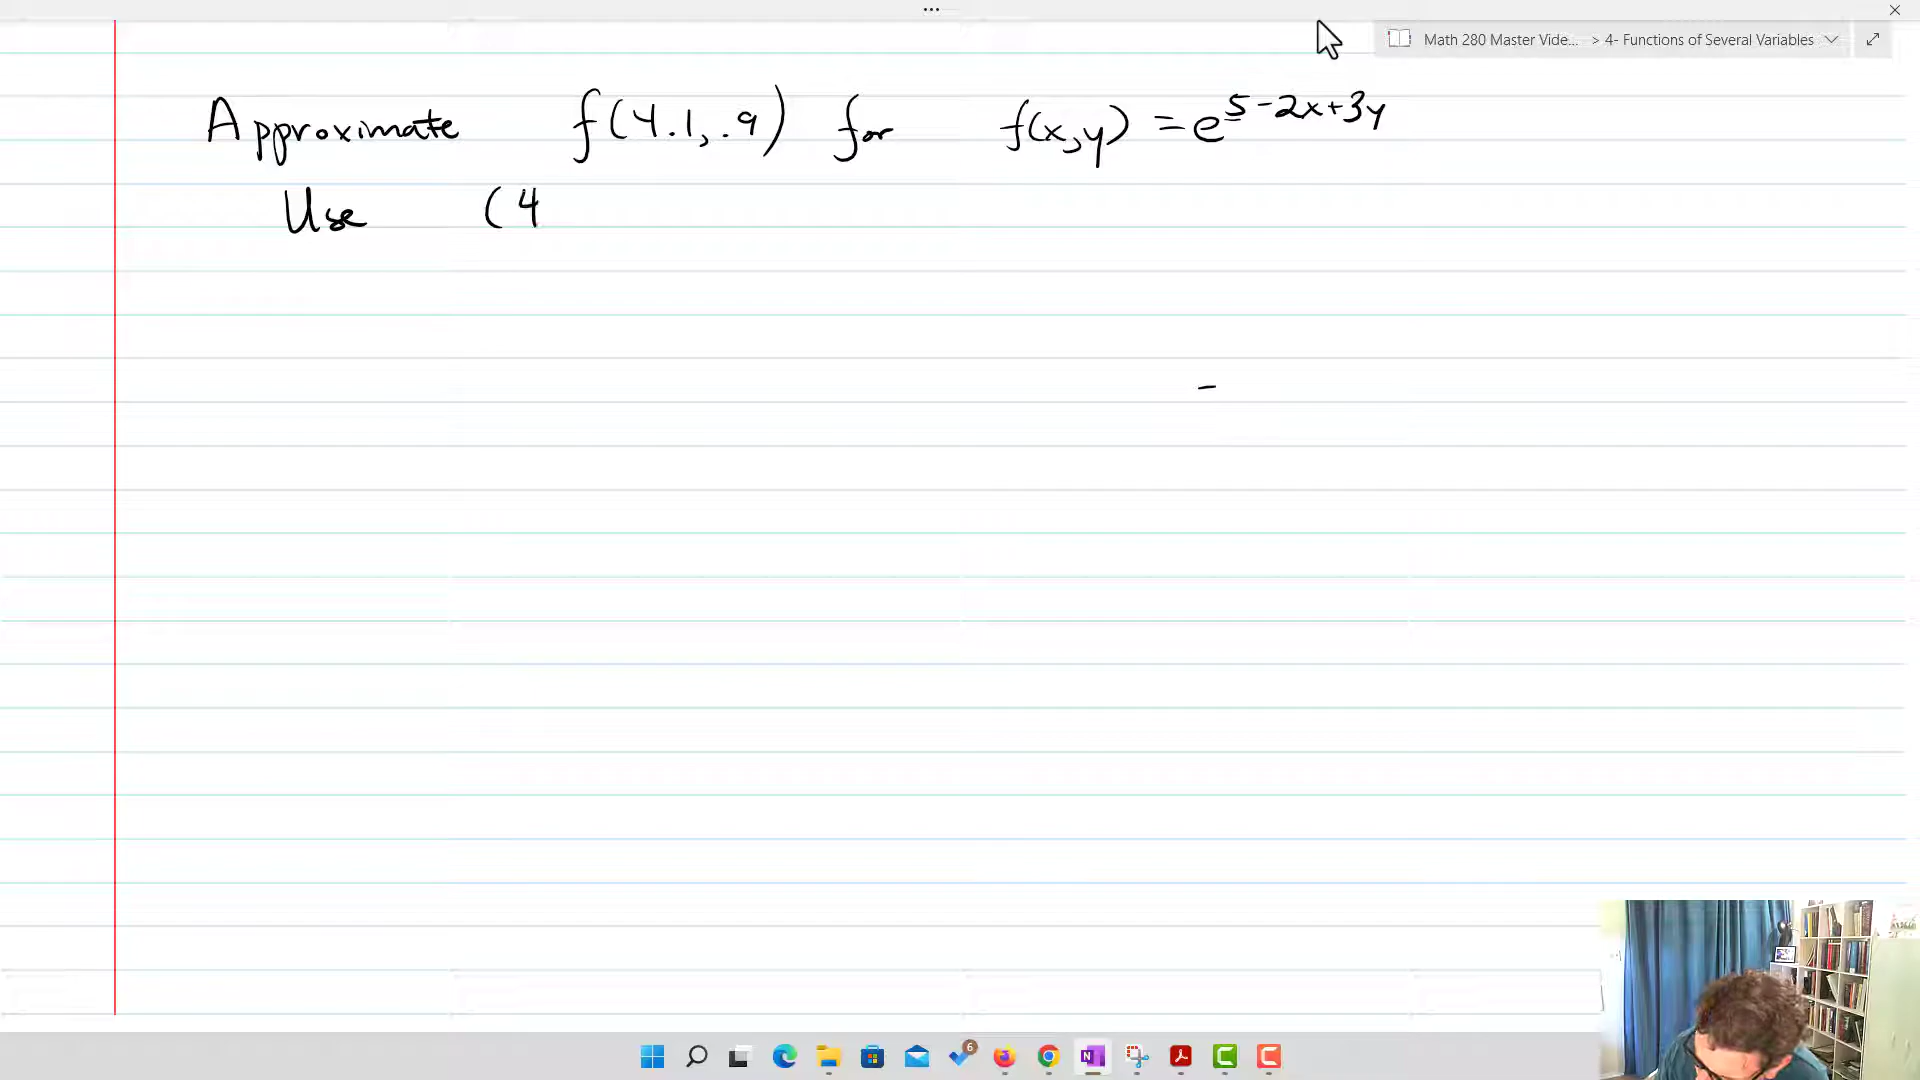 Math 280 Master Vide... > 4- Functions of Several Variables
Approximate f(4.1, .9) for f(x,y) = e^{5-2x+3y}
Use (4
-
6